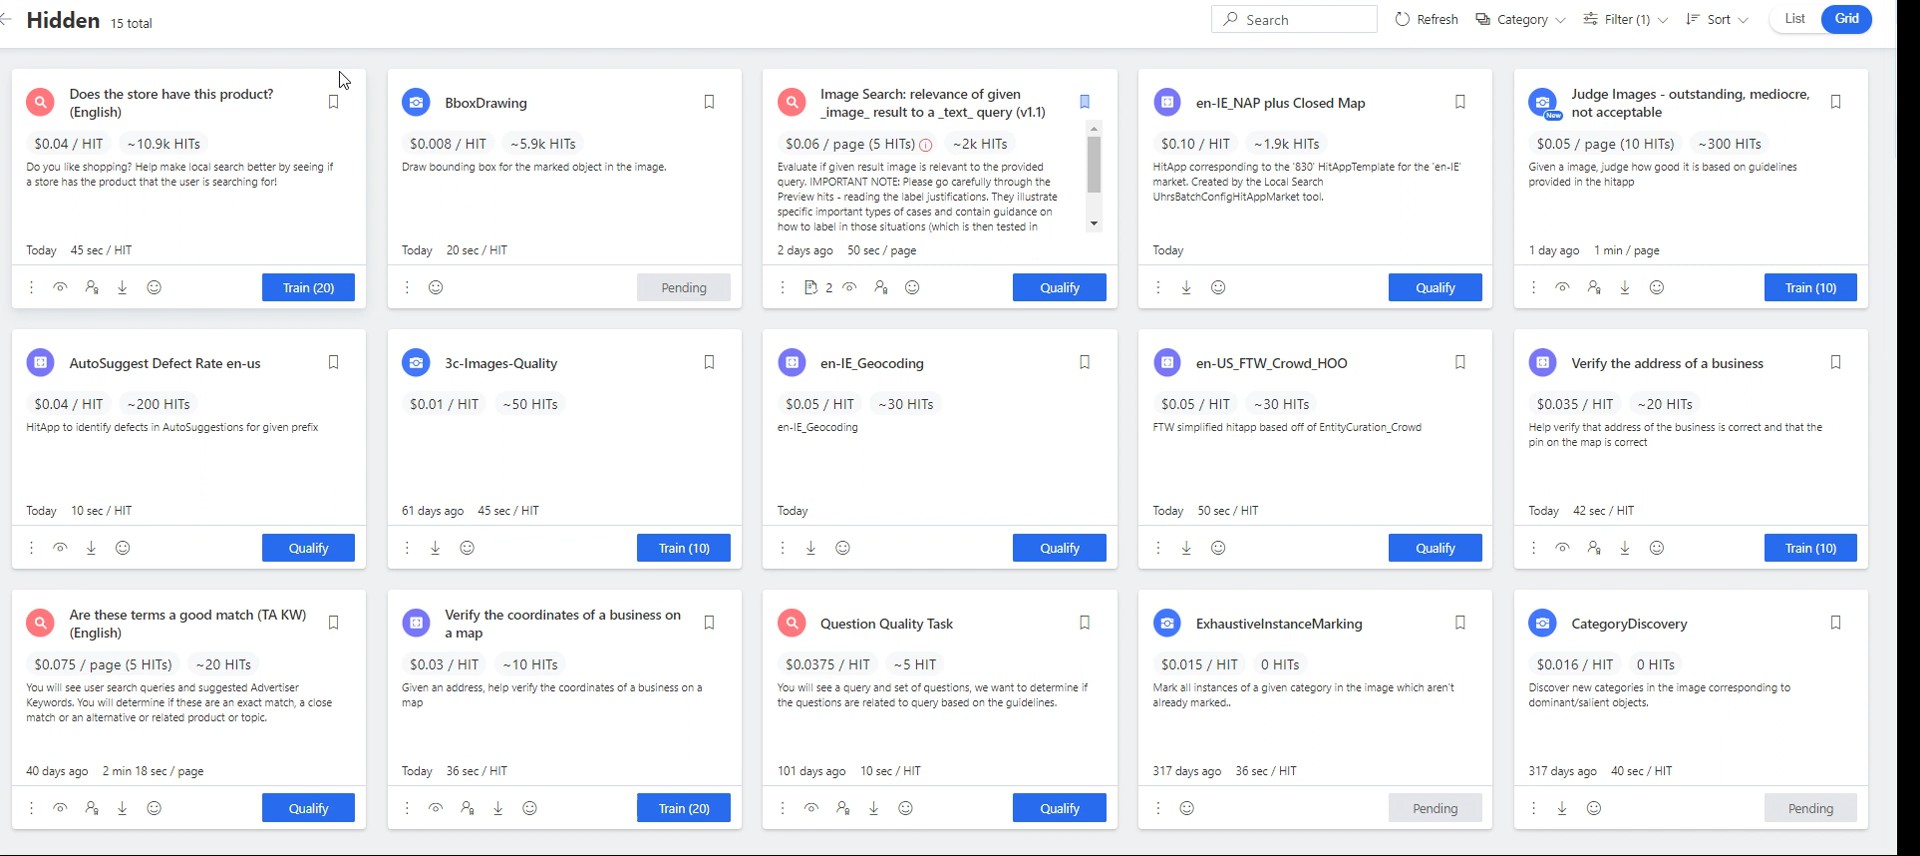 Hidden 15 total
Search Refresh Category Filter (1) Sort List Grid
Does the store have this product?
(English)
$0.04 / HIT ~10.9k HITs
Do you like shopping? Help make local search better by seeing if
a store has the product that the user is searching for!
Today 45 sec / HIT
Train (20)
BboxDrawing
$0.008 / HIT ~5.9k HITs
Draw bounding box for the marked object in the image.
Today 20 sec / HIT
Pending
Image Search: relevance of given
_image_ result to a _text_ query (v1.1)
$0.06 / page (5 HITs) ~2k HITs
Evaluate if given result image is relevant to the provided
query. IMPORTANT NOTE: Please go carefully through the
Preview hits - reading the label justifications. They illustrate
specific important types of cases and contain guidance on
how to label in those situations (which is then tested in
2 days ago 50 sec / page
2 Qualify
en-IE_NAP plus Closed Map
$0.10 / HIT ~1.9k HITs
HitApp corresponding to the '830' HitAppTemplate for the 'en-IE'
market. Created by the Local Search
UhrsBatchConfigHitAppMarket tool.
Today
Qualify
Judge Images - outstanding, mediocre,
not acceptable
New
$0.05 / page (10 HITs) ~300 HITs
Given a image, judge how good it is based on guidelines
provided in the hitapp
1 day ago 1 min / page
Train (10)
AutoSuggest Defect Rate en-us
$0.04 / HIT ~200 HITs
HitApp to identify defects in AutoSuggestions for given prefix
Today 10 sec / HIT
Qualify
3c-Images-Quality
$0.01 / HIT ~50 HITs
61 days ago 45 sec / HIT
Train (10)
en-IE_Geocoding
$0.05 / HIT ~30 HITs
en-IE_Geocoding
Today
Qualify
en-US_FTW_Crowd_HOO
$0.05 / HIT ~30 HITs
FTW simplified hitapp based off of EntityCuration_Crowd
Today 50 sec / HIT
Qualify
Verify the address of a business
$0.035 / HIT ~20 HITs
Help verify that address of the business is correct and that the
pin on the map is correct
Today 42 sec / HIT
Train (10)
Are these terms a good match (TA KW)
(English)
$0.075 / page (5 HITs) ~20 HITs
You will see user search queries and suggested Advertiser
Keywords. You will determine if these are an exact match, a close
match or an alternative or related product or topic.
40 days ago 2 min 18 sec / page
Qualify
Verify the coordinates of a business on
a map
$0.03 / HIT ~10 HITs
Given an address, help verify the coordinates of a business on a
map
Today 36 sec / HIT
Train (20)
Question Quality Task
$0.0375 / HIT ~5 HIT
You will see a query and set of questions, we want to determine if
the questions are related to query based on the guidelines.
101 days ago 10 sec / HIT
Qualify
ExhaustiveInstanceMarking
$0.015 / HIT 0 HITs
Mark all instances of a given category in the image which aren't
already marked..
317 days ago 36 sec / HIT
Pending
CategoryDiscovery
$0.016 / HIT 0 HITs
Discover new categories in the image corresponding to
dominant/salient objects.
317 days ago 40 sec / HIT
Pending